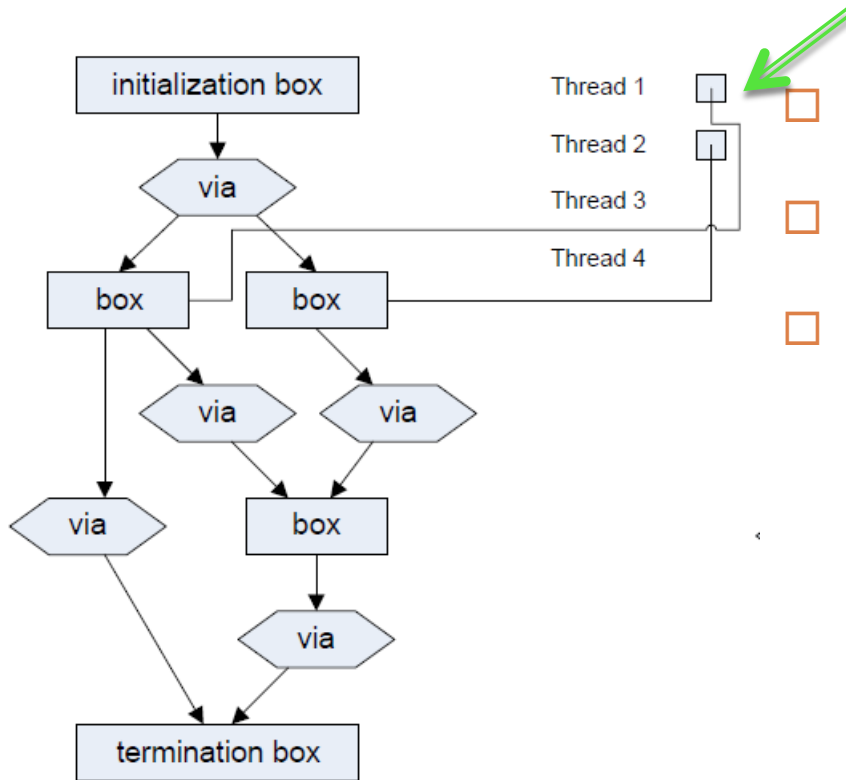 initialization box
Thread 1
via
Thread 2
Thread 3
Thread 4
box
box
via
via
via
box
via
termination box